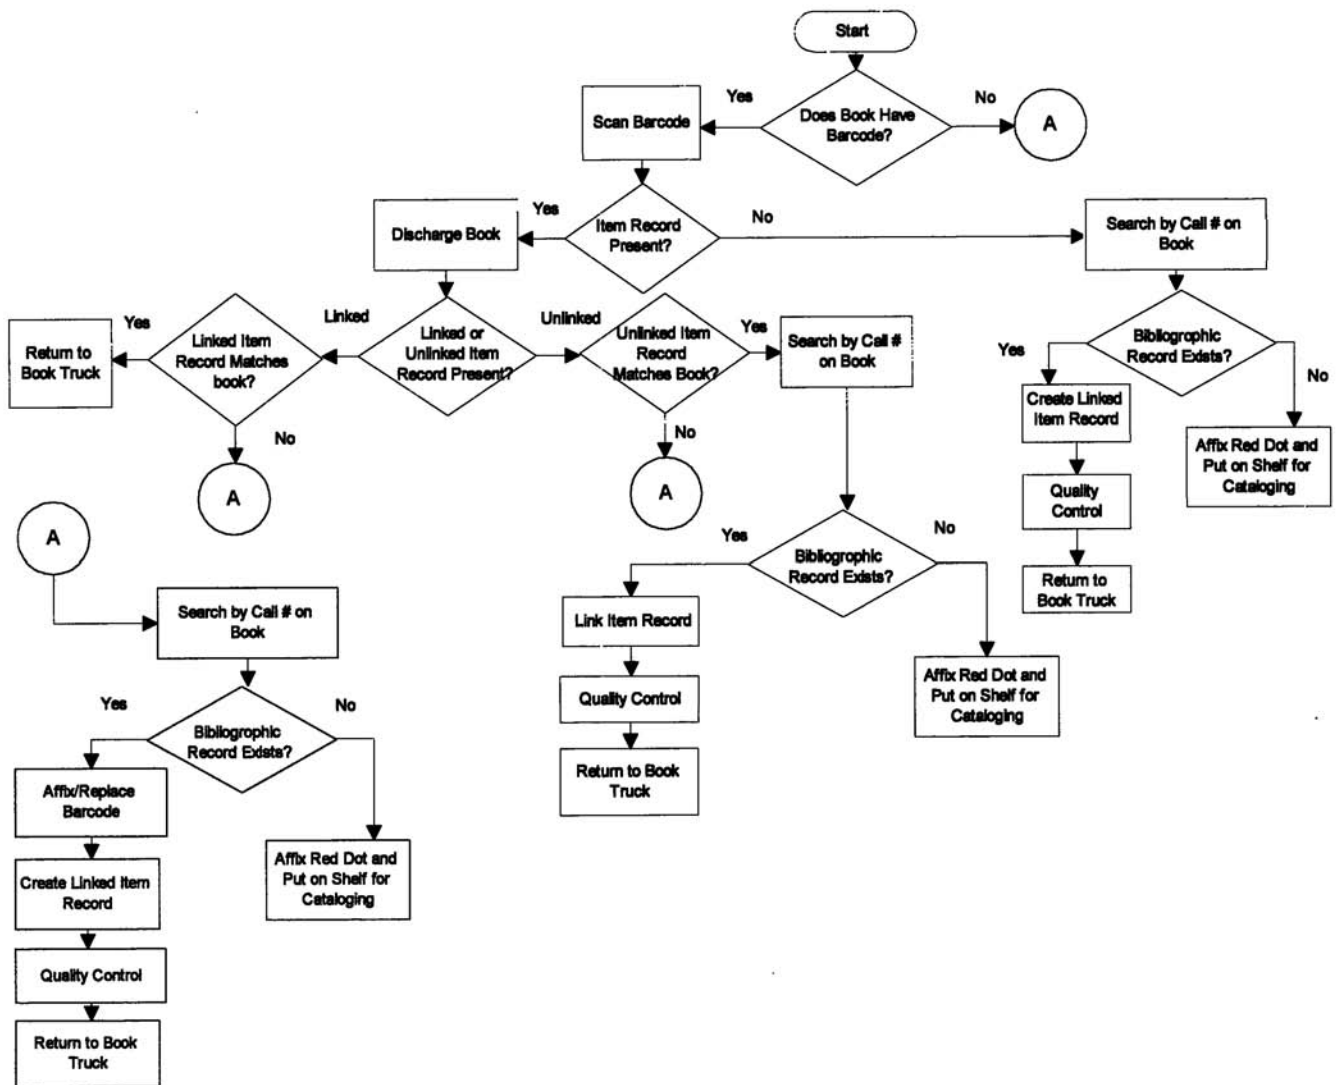 Start
Yes
No
Scan Barcode
Does Book Have
Barcode?
A
Yes
No
Discharge Book
Item Record
Present?
Search by Call # on
Book
Yes
Linked
Unlinked
Yes
Return to
Book Truck
Linked Item
Record Matches
book?
Linked or
Unlinked Item
Record Present?
Unlinked Item
Record
Matches Book?
Search by Call #
on Book
Bibliogrophic
Record Exists?
Yes
No
No
No
A
A
Create Linked
Item Record
Affix Red Dot and
Put on Shelf for
Cataloging
Quality
Control
Return to
Book Truck
A
Search by Call # on
Book
Yes
No
Bibliogrophic
Record Exists?
Link Item Record
Affix Red Dot and
Put on Shelf for
Cataloging
Quality Control
Return to Book
Truck
Yes
No
Bibliogrophic
Record Exists?
Affix/Replace
Barcode
Affix Red Dot and
Put on Shelf for
Cataloging
Create Linked Item
Record
Quality Control
Return to Book
Truck